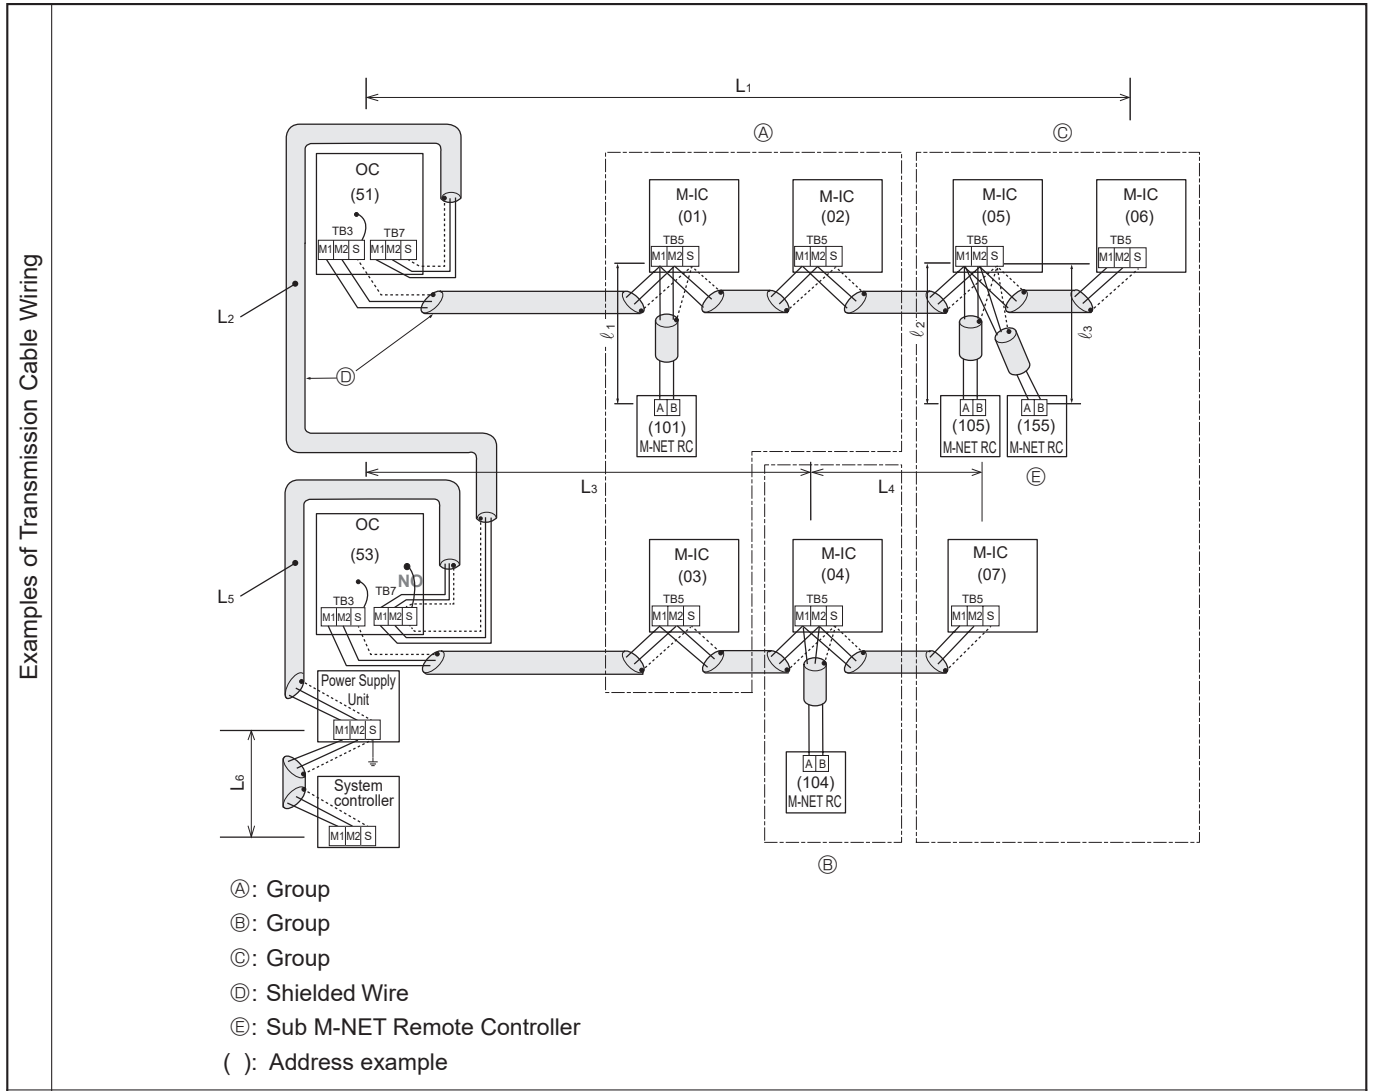 Examples of Transmission Cable Wiring
L1
Ⓐ
Ⓒ
OC
(51)
TB3
TB7
M1 M2 S
M1 M2 S
M-IC
(01)
TB5
M1 M2 S
M-IC
(02)
TB5
M1 M2 S
M-IC
(05)
TB5
M1 M2 S
M-IC
(06)
TB5
M1 M2 S
L2
ℓ1
ℓ2
ℓ3
Ⓓ
A B
(101)
M-NET RC
A B
(105)
M-NET RC
A B
(155)
M-NET RC
Ⓔ
L3
L4
OC
(53)
NO
TB3
TB7
M1 M2 S
M1 M2 S
M-IC
(03)
TB5
M1 M2 S
M-IC
(04)
TB5
M1 M2 S
M-IC
(07)
TB5
M1 M2 S
L5
Power Supply
Unit
M1 M2 S
L6
System
controller
M1 M2 S
A B
(104)
M-NET RC
Ⓑ
Ⓐ: Group
Ⓑ: Group
Ⓒ: Group
Ⓓ: Shielded Wire
Ⓔ: Sub M-NET Remote Controller
( ): Address example